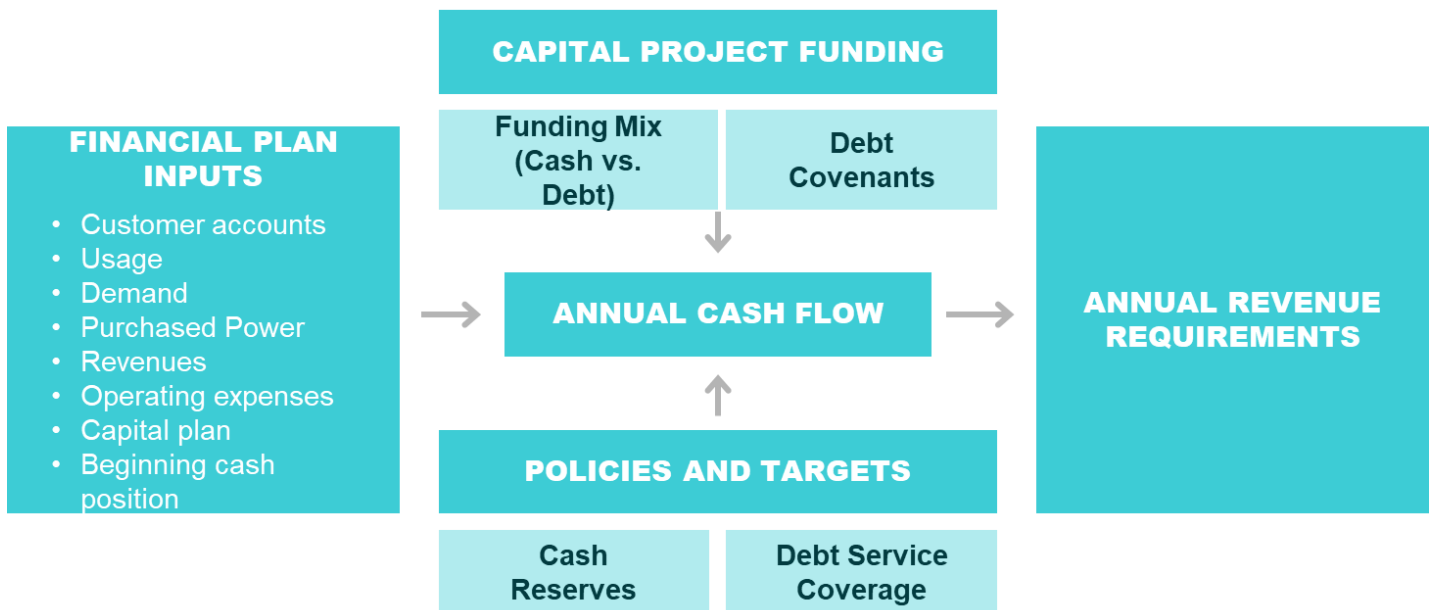 CAPITAL PROJECT FUNDING
Funding Mix
(Cash vs.
Debt)
Debt
Covenants
FINANCIAL PLAN
INPUTS
• Customer accounts
• Usage
• Demand
• Purchased Power
• Revenues
• Operating expenses
• Capital plan
• Beginning cash
position
ANNUAL CASH FLOW
ANNUAL REVENUE
REQUIREMENTS
POLICIES AND TARGETS
Cash
Reserves
Debt Service
Coverage